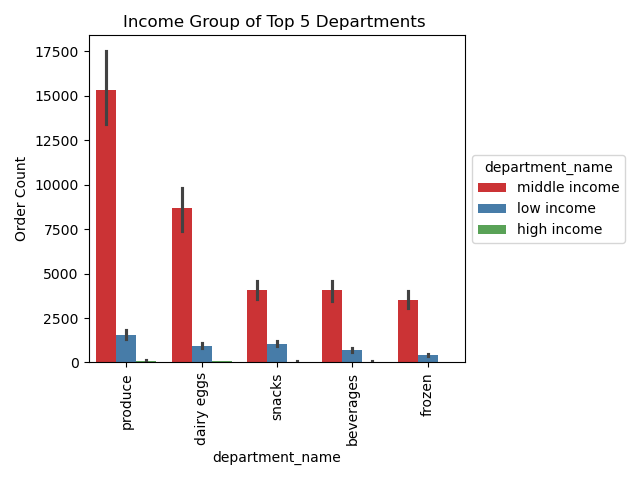 Income Group of Top 5 Departments
17500
15000
12500
10000
7500
5000
2500
0
Order Count
produce
dairy eggs
snacks
beverages
frozen
department_name
department_name
middle income
low income
high income